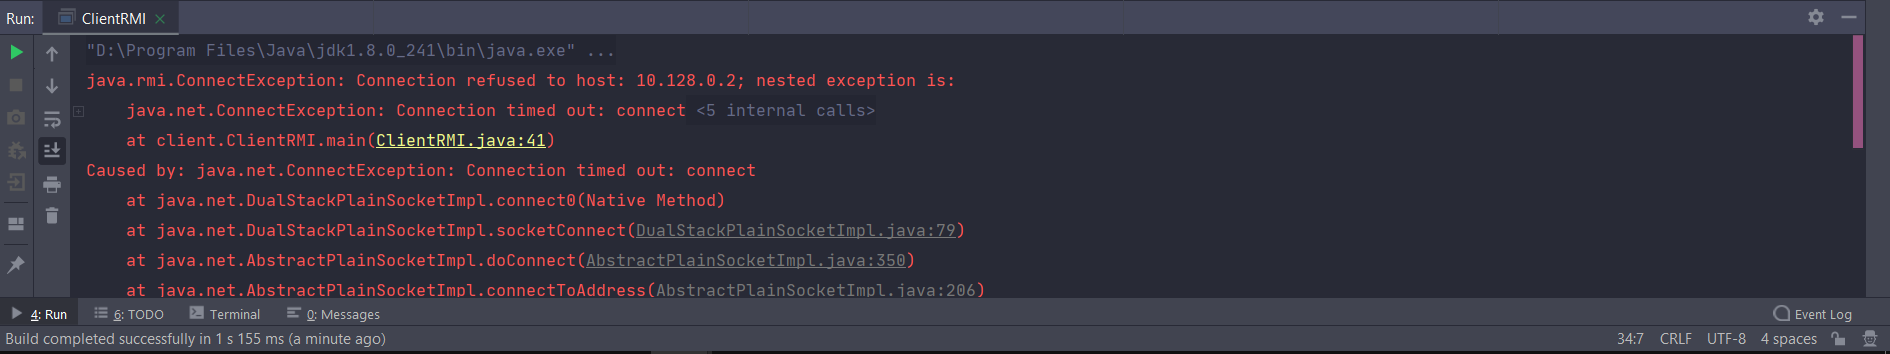 Run: ClientRMI
"D:\Program Files\Java\jdk1.8.0_241\bin\java.exe" ...
java.rmi.ConnectException: Connection refused to host: 10.128.0.2; nested exception is:
java.net.ConnectException: Connection timed out: connect <5 internal calls>
at client.ClientRMI.main(ClientRMI.java:41)
Caused by: java.net.ConnectException: Connection timed out: connect
at java.net.DualStackPlainSocketImpl.connect0(Native Method)
at java.net.DualStackPlainSocketImpl.socketConnect(DualStackPlainSocketImpl.java:79)
at java.net.AbstractPlainSocketImpl.doConnect(AbstractPlainSocketImpl.java:350)
at java.net.AbstractPlainSocketImpl.connectToAddress(AbstractPlainSocketImpl.java:206)
4: Run 6: TODO Terminal 0: Messages Event Log
Build completed successfully in 1 s 155 ms (a minute ago) 34:7 CRLF UTF-8 4 spaces